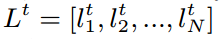 $L^t = [l_1^t, l_2^t, ..., l_N^t]$